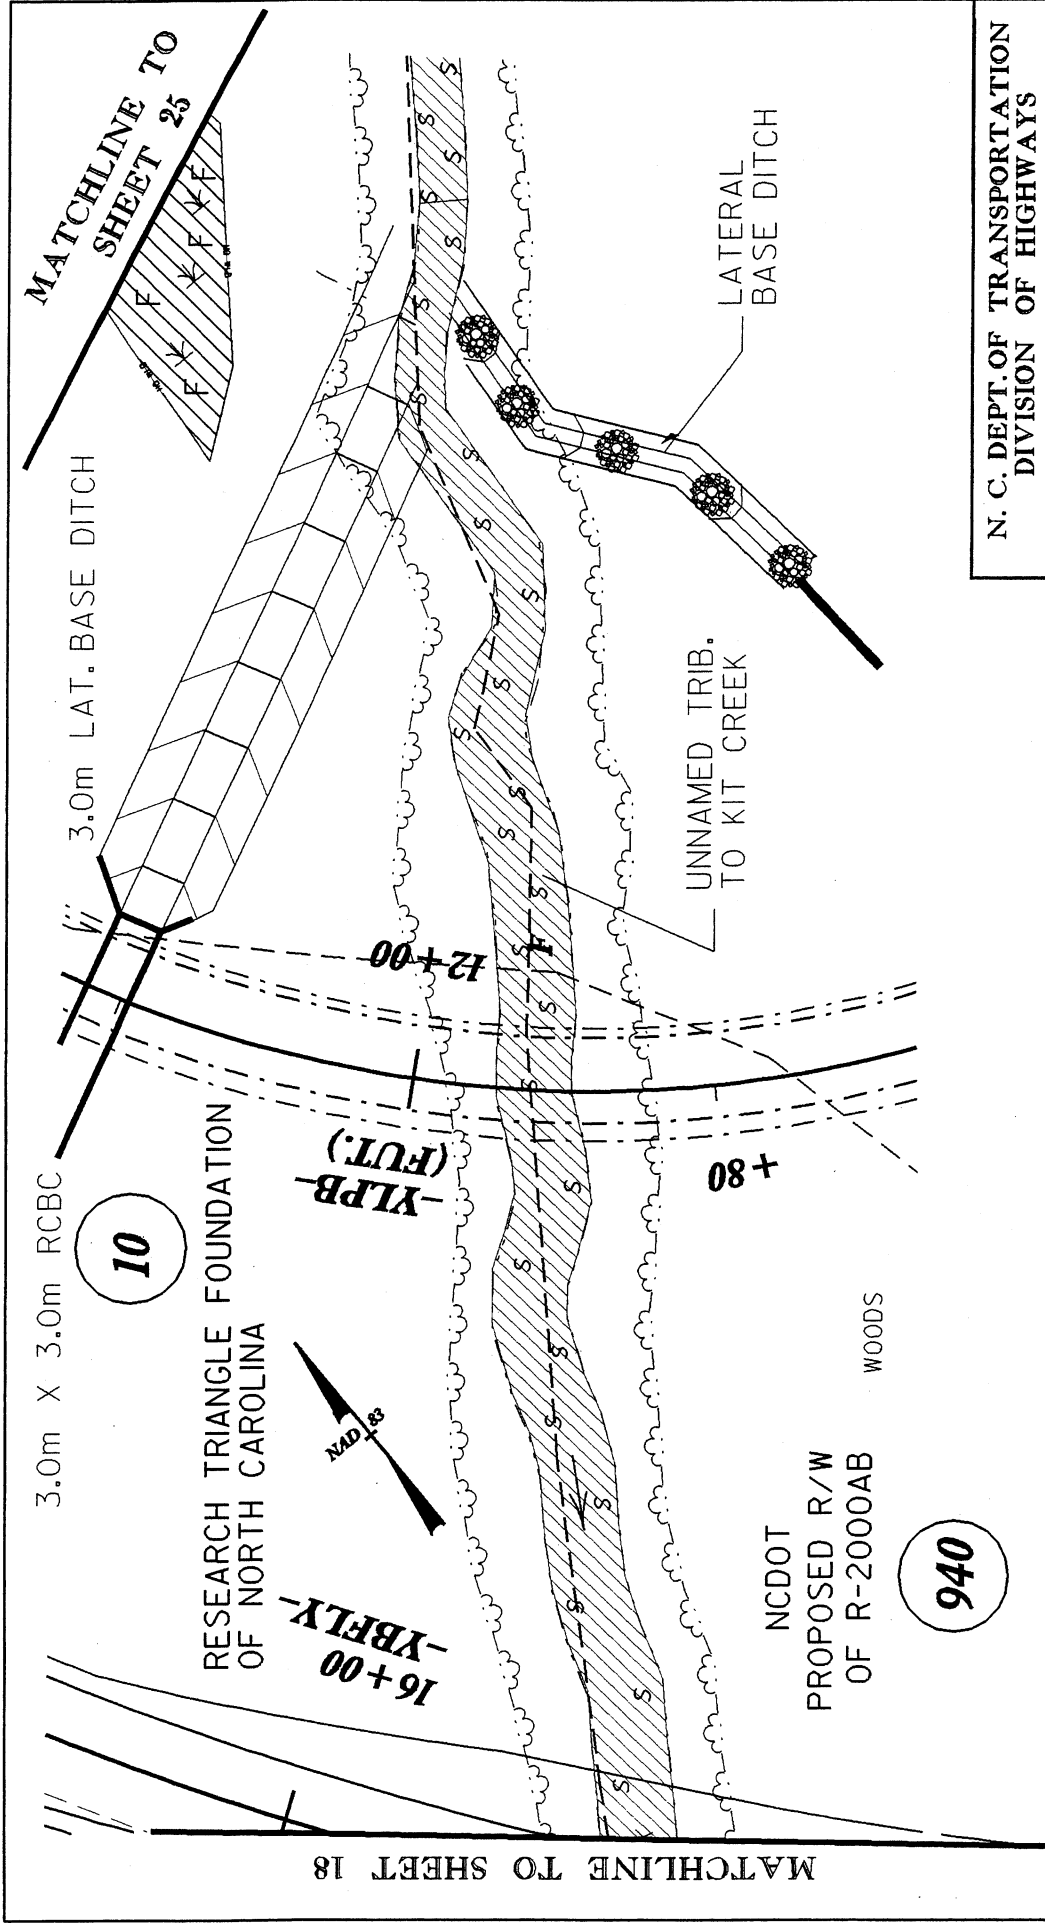 MATCHLINE TO
SHEET 25
F
F
F
F
3.0m LAT. BASE DITCH
3.0m X 3.0m RCBC
10
RESEARCH TRIANGLE FOUNDATION
OF NORTH CAROLINA
NAD 83
-YLPB-
(FUT.)
12+00
+80
16+00
-YBFLY-
S S S S S S S S S S S S S S S S S S S S S S S S S S S S
F
LATERAL
BASE DITCH
UNNAMED TRIB.
TO KIT CREEK
WOODS
NCDOT
PROPOSED R/W
OF R-2000AB
940
MATCHLINE TO SHEET 18
N. C. DEPT. OF TRANSPORTATION
DIVISION OF HIGHWAYS